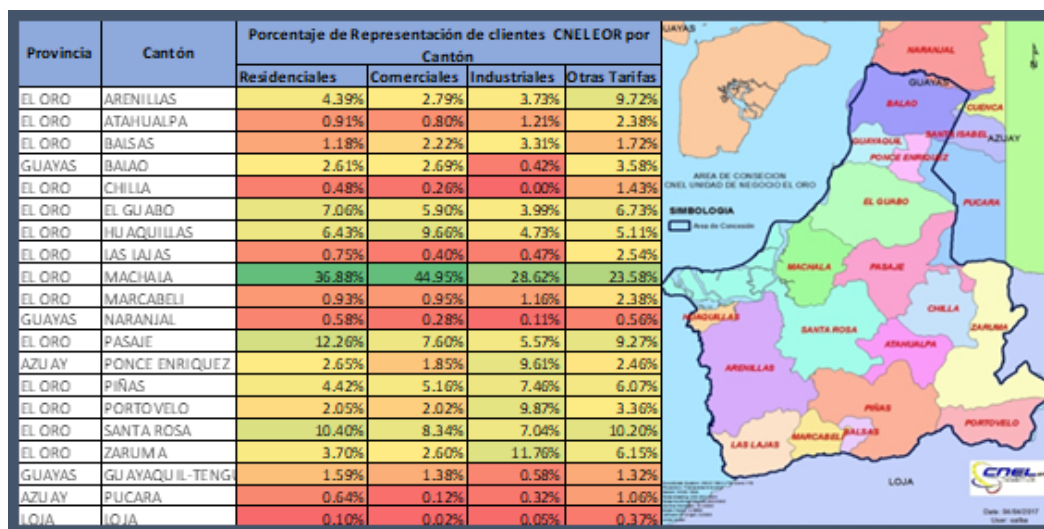 Porcentaje de Representación de clientes CNELEOR por Cantón
Provincia Cantón Residenciales Comerciales Industriales Otras Tarifas
EL ORO ARENILLAS 4.39% 2.79% 3.73% 9.72%
EL ORO ATAHUALPA 0.91% 0.80% 1.21% 2.38%
EL ORO BALSAS 1.18% 2.22% 3.31% 1.72%
GUAYAS BALAO 2.61% 2.69% 0.42% 3.58%
EL ORO CHILLA 0.48% 0.26% 0.00% 1.43%
EL ORO EL GUABO 7.06% 5.90% 3.99% 6.73%
EL ORO HUAQUILLAS 6.43% 9.66% 4.73% 5.11%
EL ORO LAS LAJAS 0.75% 0.40% 0.47% 2.54%
EL ORO MACHALA 36.88% 44.95% 28.62% 23.58%
EL ORO MARCABELI 0.93% 0.95% 1.16% 2.38%
GUAYAS NARANJAL 0.58% 0.28% 0.11% 0.56%
EL ORO PASAJE 12.26% 7.60% 5.57% 9.27%
AZUAY PONCE ENRIQUEZ 2.65% 1.85% 9.61% 2.46%
EL ORO PIÑAS 4.42% 5.16% 7.46% 6.07%
EL ORO PORTOVELO 2.05% 2.02% 9.87% 3.36%
EL ORO SANTA ROSA 10.40% 8.34% 7.04% 10.20%
EL ORO ZARUMA 3.70% 2.60% 11.76% 6.15%
GUAYAS GUAYAQUIL-TENGU 1.59% 1.38% 0.58% 1.32%
AZUAY PUCARA 0.64% 0.12% 0.32% 1.06%
LOJA LOJA 0.10% 0.02% 0.05% 0.37%
GUAYAS
NARANJAL
GUAYAS
BALAO
CUENCA
SANTA ISABEL
AZUAY
GUAYAQUIL
PONCE ENRIQUEZ
AREA DE CONSECION
CNEL UNIDAD DE NEGOCIO EL ORO
EL GUABO
PUCARA
SIMBOLOGIA
Area de Concesión
MACHALA
PASAJE
CHILLA
HUAQUILLAS
SANTA ROSA
ZARUMA
ATAHUALPA
ARENILLAS
PIÑAS
PORTOVELO
LAS LAJAS
MARCABEL
BALSAS
LOJA
CNEL
Date: 04/04/2017